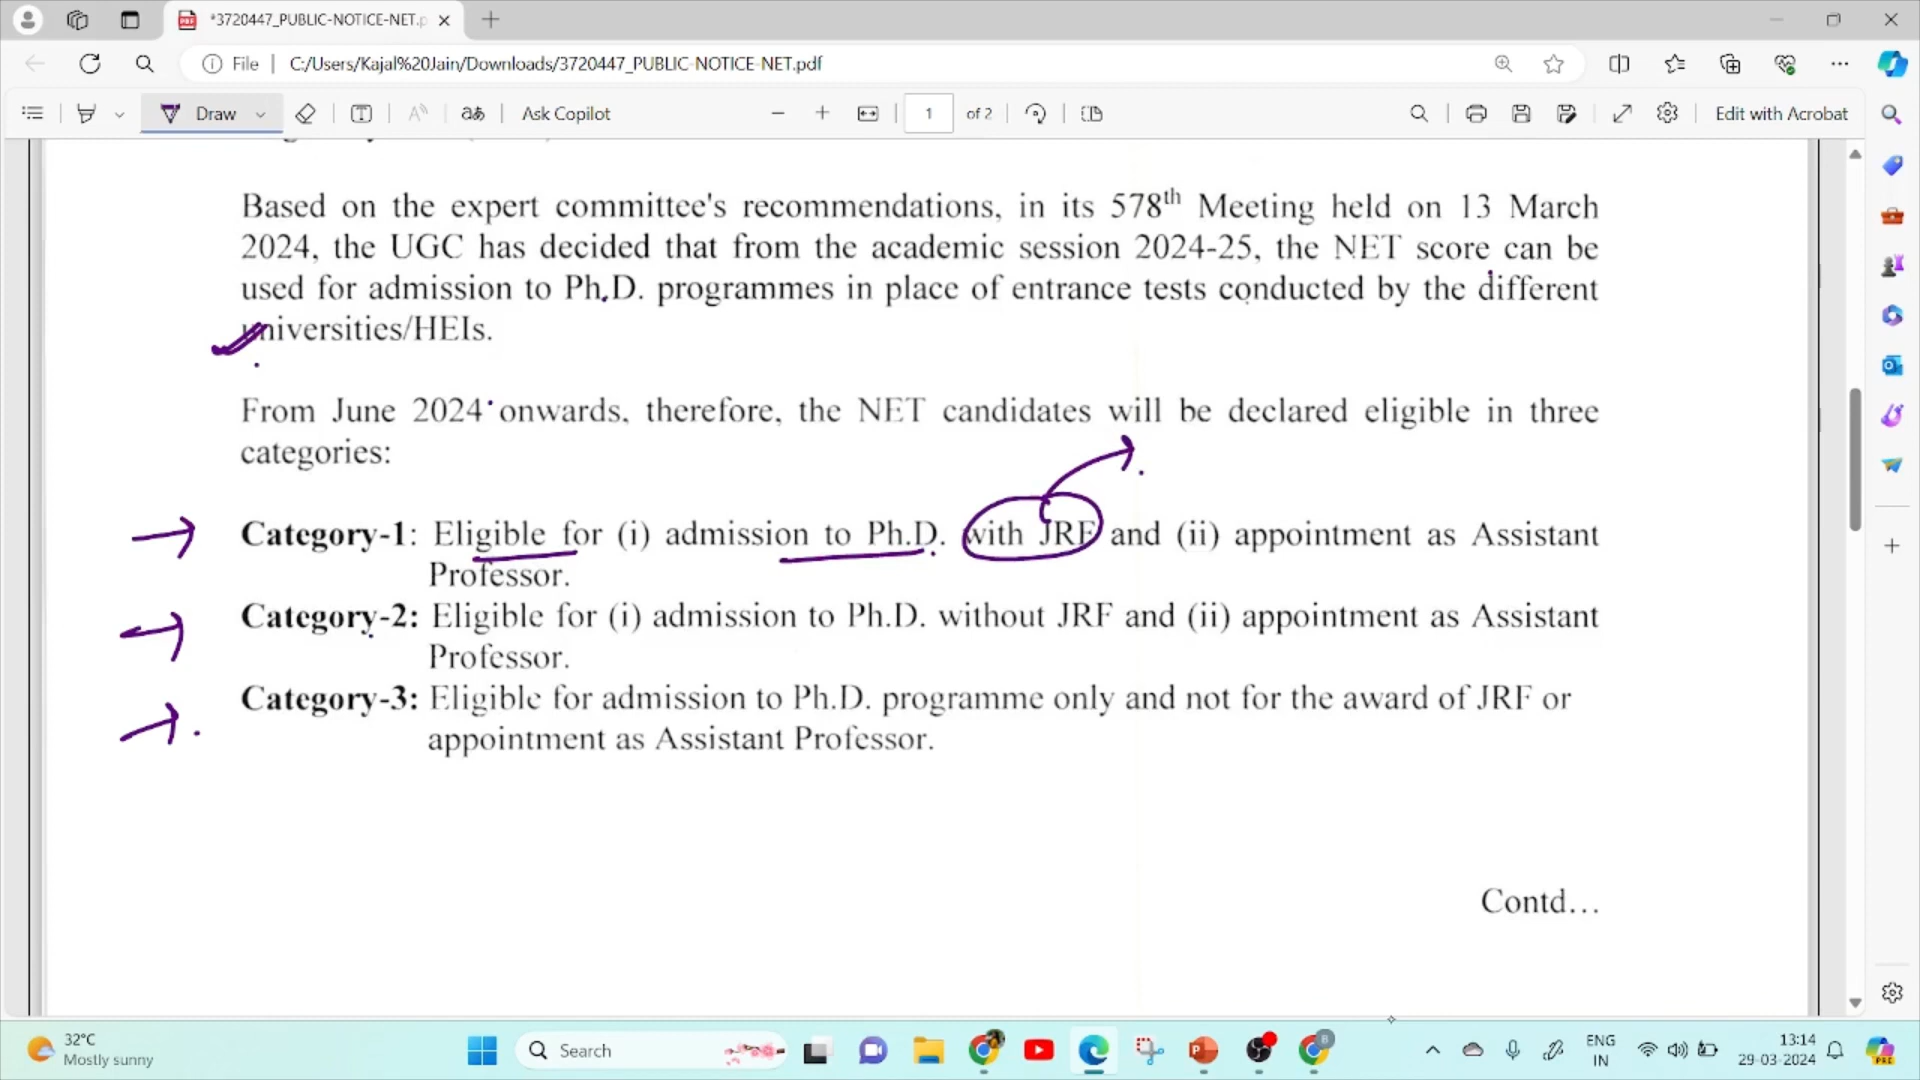 *3720447_PUBLIC-NOTICE-NET.p
File
C:/Users/Kajal%20Jain/Downloads/3720447_PUBLIC-NOTICE-NET.pdf
Draw
Ask Copilot
1 of 2
Edit with Acrobat
Based on the expert committee's recommendations, in its 578th Meeting held on 13 March
2024, the UGC has decided that from the academic session 2024-25, the NET score can be
used for admission to Ph.D. programmes in place of entrance tests conducted by the different
universities/HEIs.
From June 2024 onwards, therefore, the NET candidates will be declared eligible in three
categories:
Category-1: Eligible for (i) admission to Ph.D. with JRF and (ii) appointment as Assistant
Professor.
Category-2: Eligible for (i) admission to Ph.D. without JRF and (ii) appointment as Assistant
Professor.
Category-3: Eligible for admission to Ph.D. programme only and not for the award of JRF or
appointment as Assistant Professor.
Contd...
32°C
Mostly sunny
Search
ENG
IN
13:14
29-03-2024